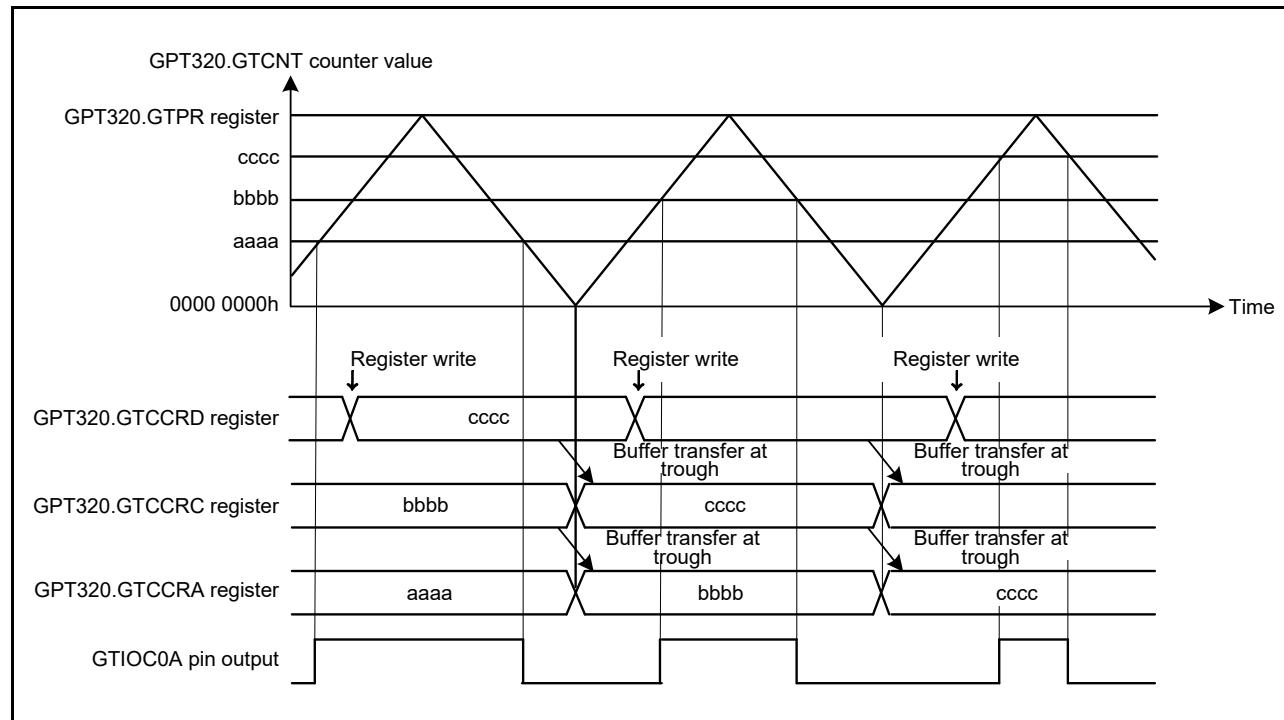 GPT320.GTCNT counter value
GPT320.GTPR register
cccc
bbbb
aaaa
0000 0000h
Time
Register write
Register write
Register write
GPT320.GTCCRD register
cccc
Buffer transfer at
trough
Buffer transfer at
trough
GPT320.GTCCRC register
bbbb
cccc
Buffer transfer at
trough
Buffer transfer at
trough
GPT320.GTCCRA register
aaaa
bbbb
cccc
GTIOC0A pin output